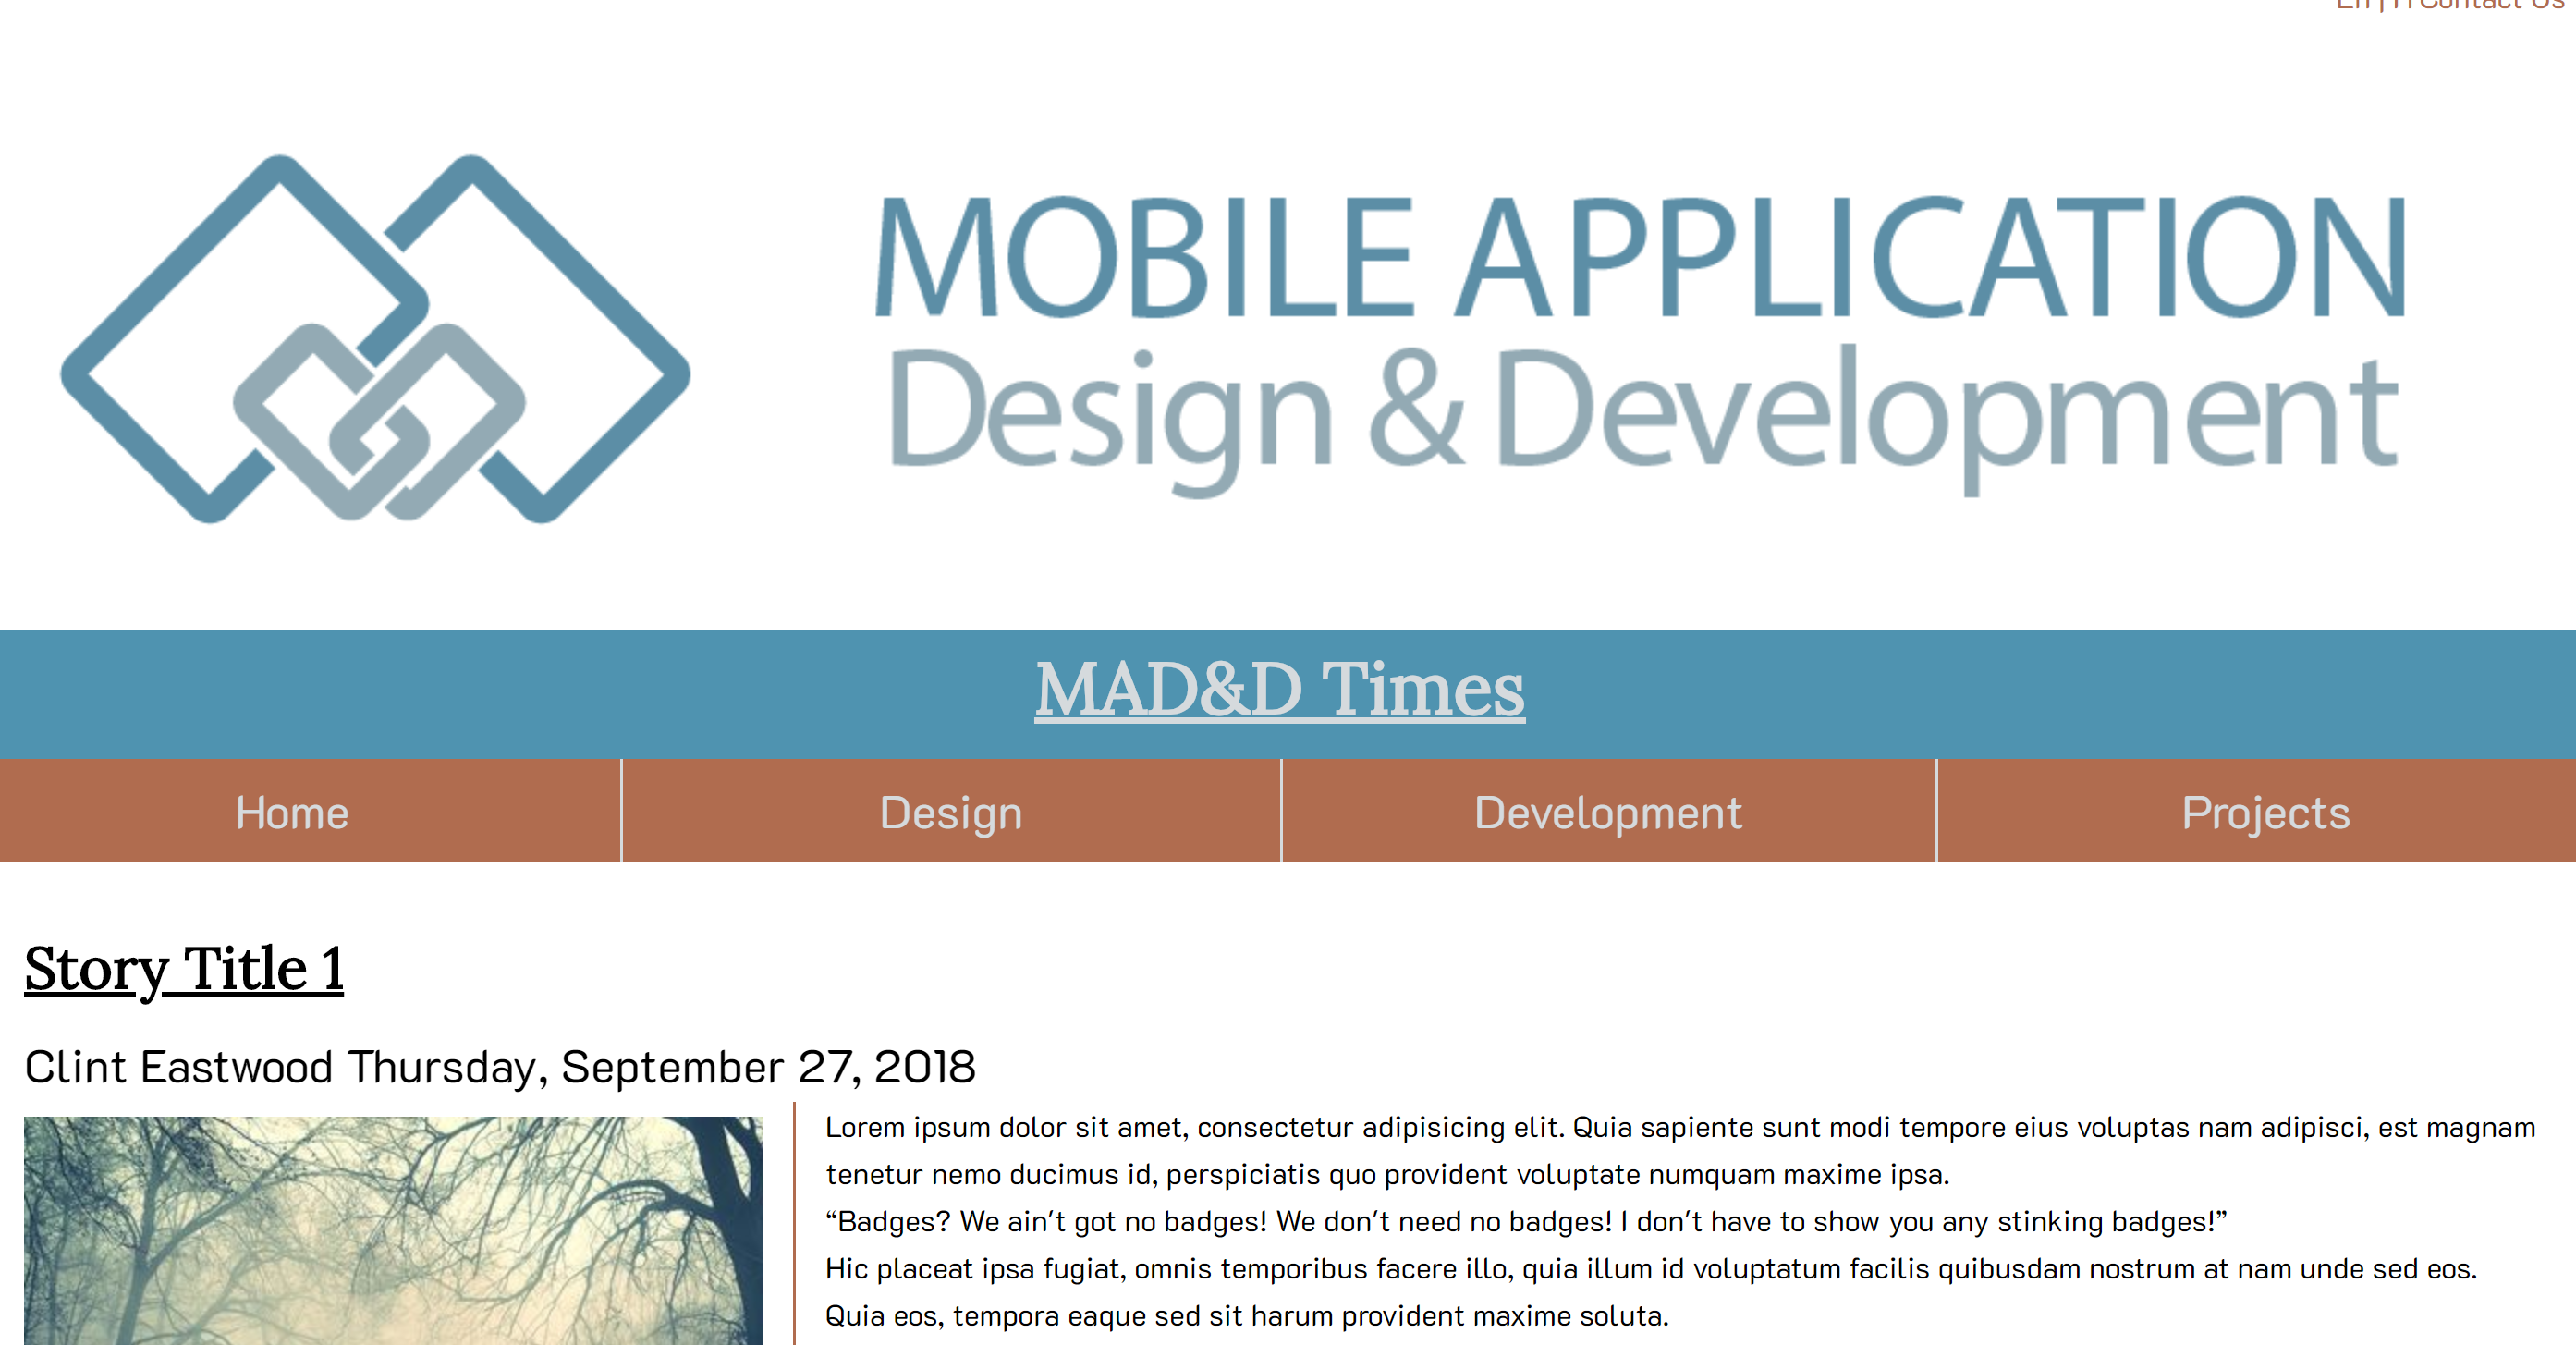 Contact Us
MOBILE APPLICATION
Design & Development
MAD&D Times
Home
Design
Development
Projects
Story Title 1
Clint Eastwood Thursday, September 27, 2018
Lorem ipsum dolor sit amet, consectetur adipisicing elit. Quia sapiente sunt modi tempore eius voluptas nam adipisci, est magnam
tenetur nemo ducimus id, perspiciatis quo provident voluptate numquam maxime ipsa.
“Badges? We ain't got no badges! We don't need no badges! I don't have to show you any stinking badges!”
Hic placeat ipsa fugiat, omnis temporibus facere illo, quia illum id voluptatum facilis quibusdam nostrum at nam unde sed eos.
Quia eos, tempora eaque sed sit harum provident maxime soluta.